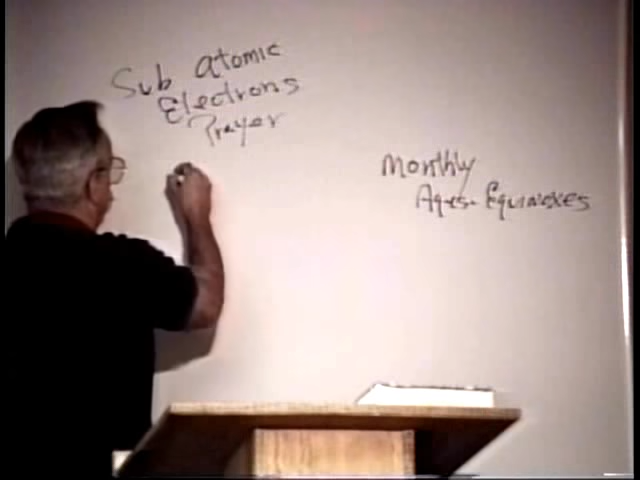 Sub atomic
Electrons
Prayer
Monthly
Ages-Equinoxes